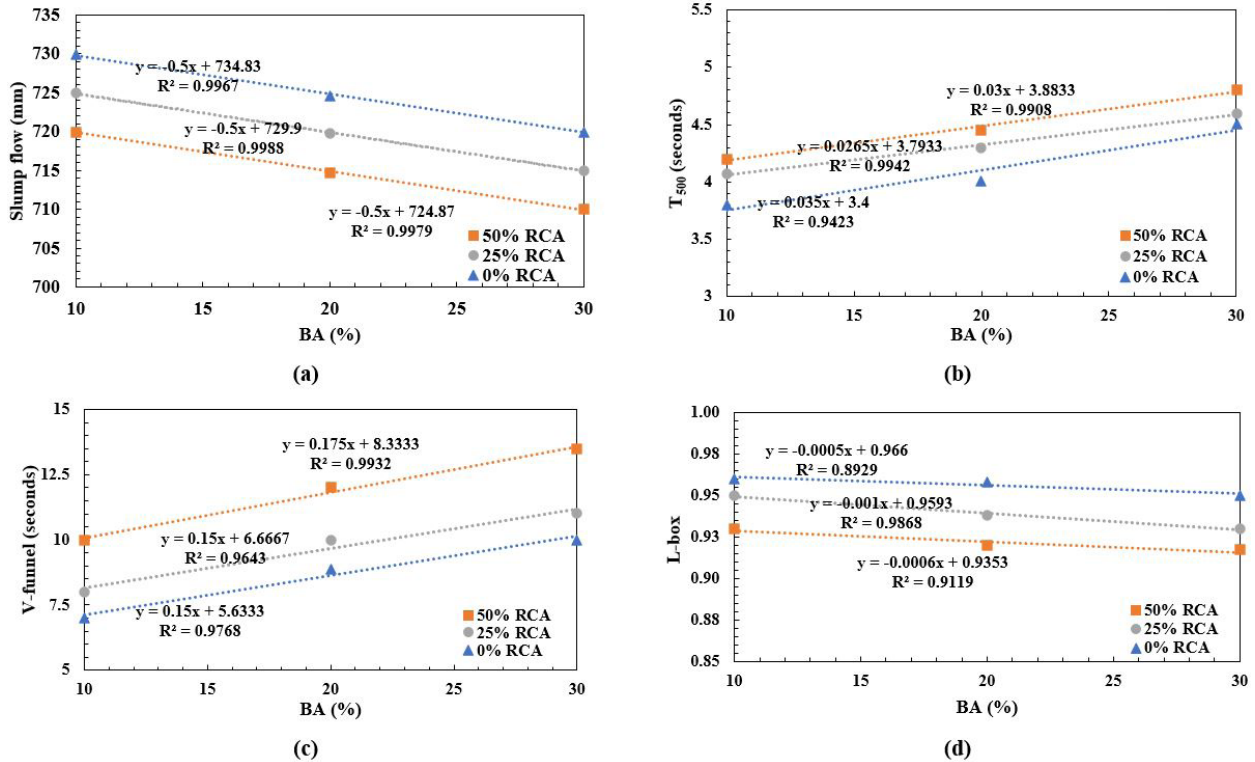 735
730
725
720
715
710
705
700
Slump flow (mm)
y = -0.5x + 734.83
R² = 0.9967
y = -0.5x + 729.9
R² = 0.9988
y = -0.5x + 724.87
R² = 0.9979
50% RCA
25% RCA
0% RCA
10 15 20 25 30
BA (%)
(a)
5.5
5
4.5
4
3.5
3
T500 (seconds)
y = 0.03x + 3.8833
R² = 0.9908
y = 0.0265x + 3.7933
R² = 0.9942
y = 0.035x + 3.4
R² = 0.9423
50% RCA
25% RCA
0% RCA
10 15 20 25 30
BA (%)
(b)
15
12.5
10
7.5
5
V-funnel (seconds)
y = 0.175x + 8.3333
R² = 0.9932
y = 0.15x + 6.6667
R² = 0.9643
y = 0.15x + 5.6333
R² = 0.9768
50% RCA
25% RCA
0% RCA
10 15 20 25 30
BA (%)
(c)
1.00
0.98
0.95
0.93
0.90
0.88
0.85
L-box
y = -0.0005x + 0.966
R² = 0.8929
y = -0.001x + 0.9593
R² = 0.9868
y = -0.0006x + 0.9353
R² = 0.9119
50% RCA
25% RCA
0% RCA
10 15 20 25 30
BA (%)
(d)